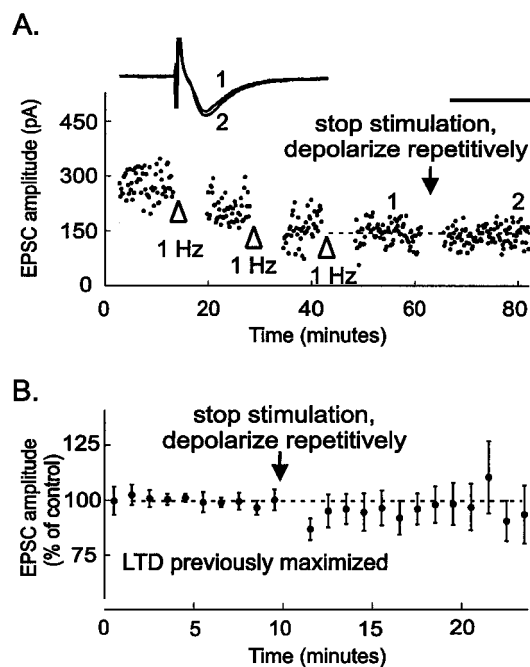 A.
1
2
stop stimulation,
depolarize repetitively
EPSC amplitude (pA)
450
300
150
0
1 Hz
1 Hz
1 Hz
1
2
0
20
40
60
80
Time (minutes)
B.
stop stimulation,
depolarize repetitively
EPSC amplitude
(% of control)
125
100
75
50
LTD previously maximized
0
5
10
15
20
Time (minutes)